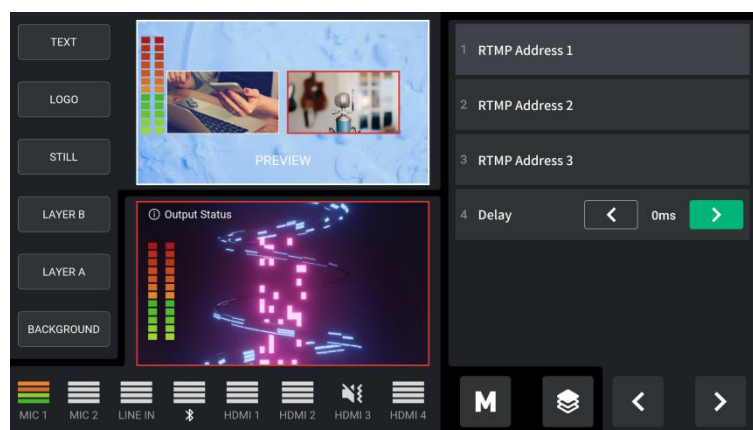 TEXT
LOGO
STILL
LAYER B
LAYER A
BACKGROUND
PREVIEW
Output Status
1 RTMP Address 1
2 RTMP Address 2
3 RTMP Address 3
4 Delay 0ms
MIC 1 MIC 2 LINE IN HDMI 1 HDMI 2 HDMI 3 HDMI 4
M